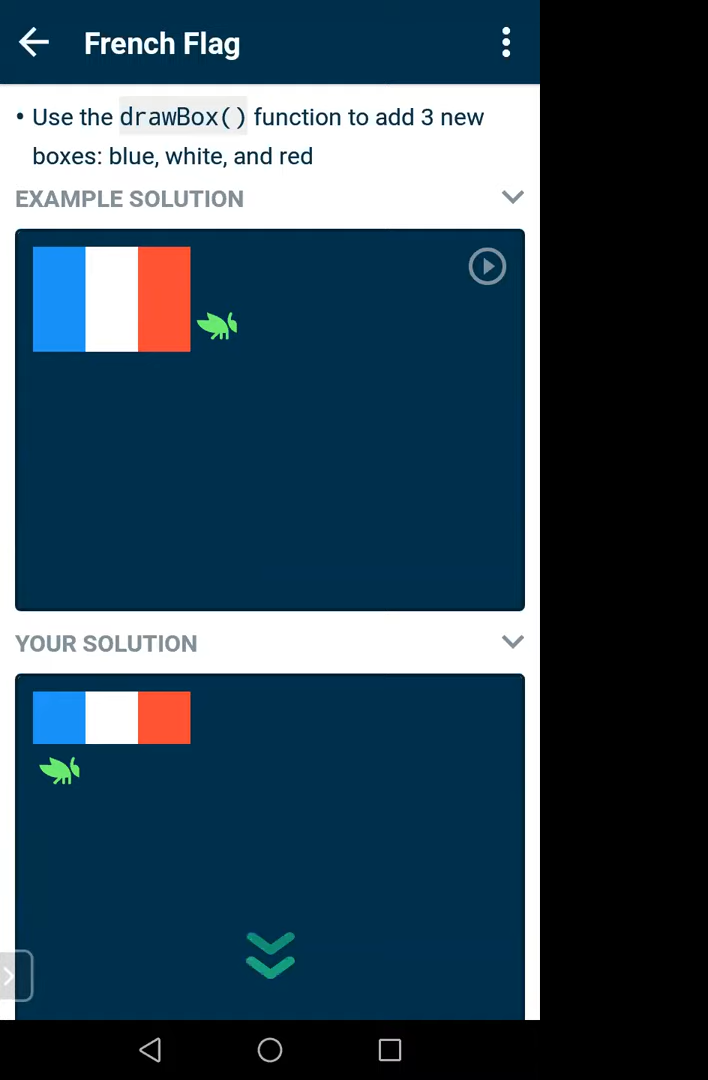 French Flag
• Use the drawBox() function to add 3 new
boxes: blue, white, and red
EXAMPLE SOLUTION
YOUR SOLUTION